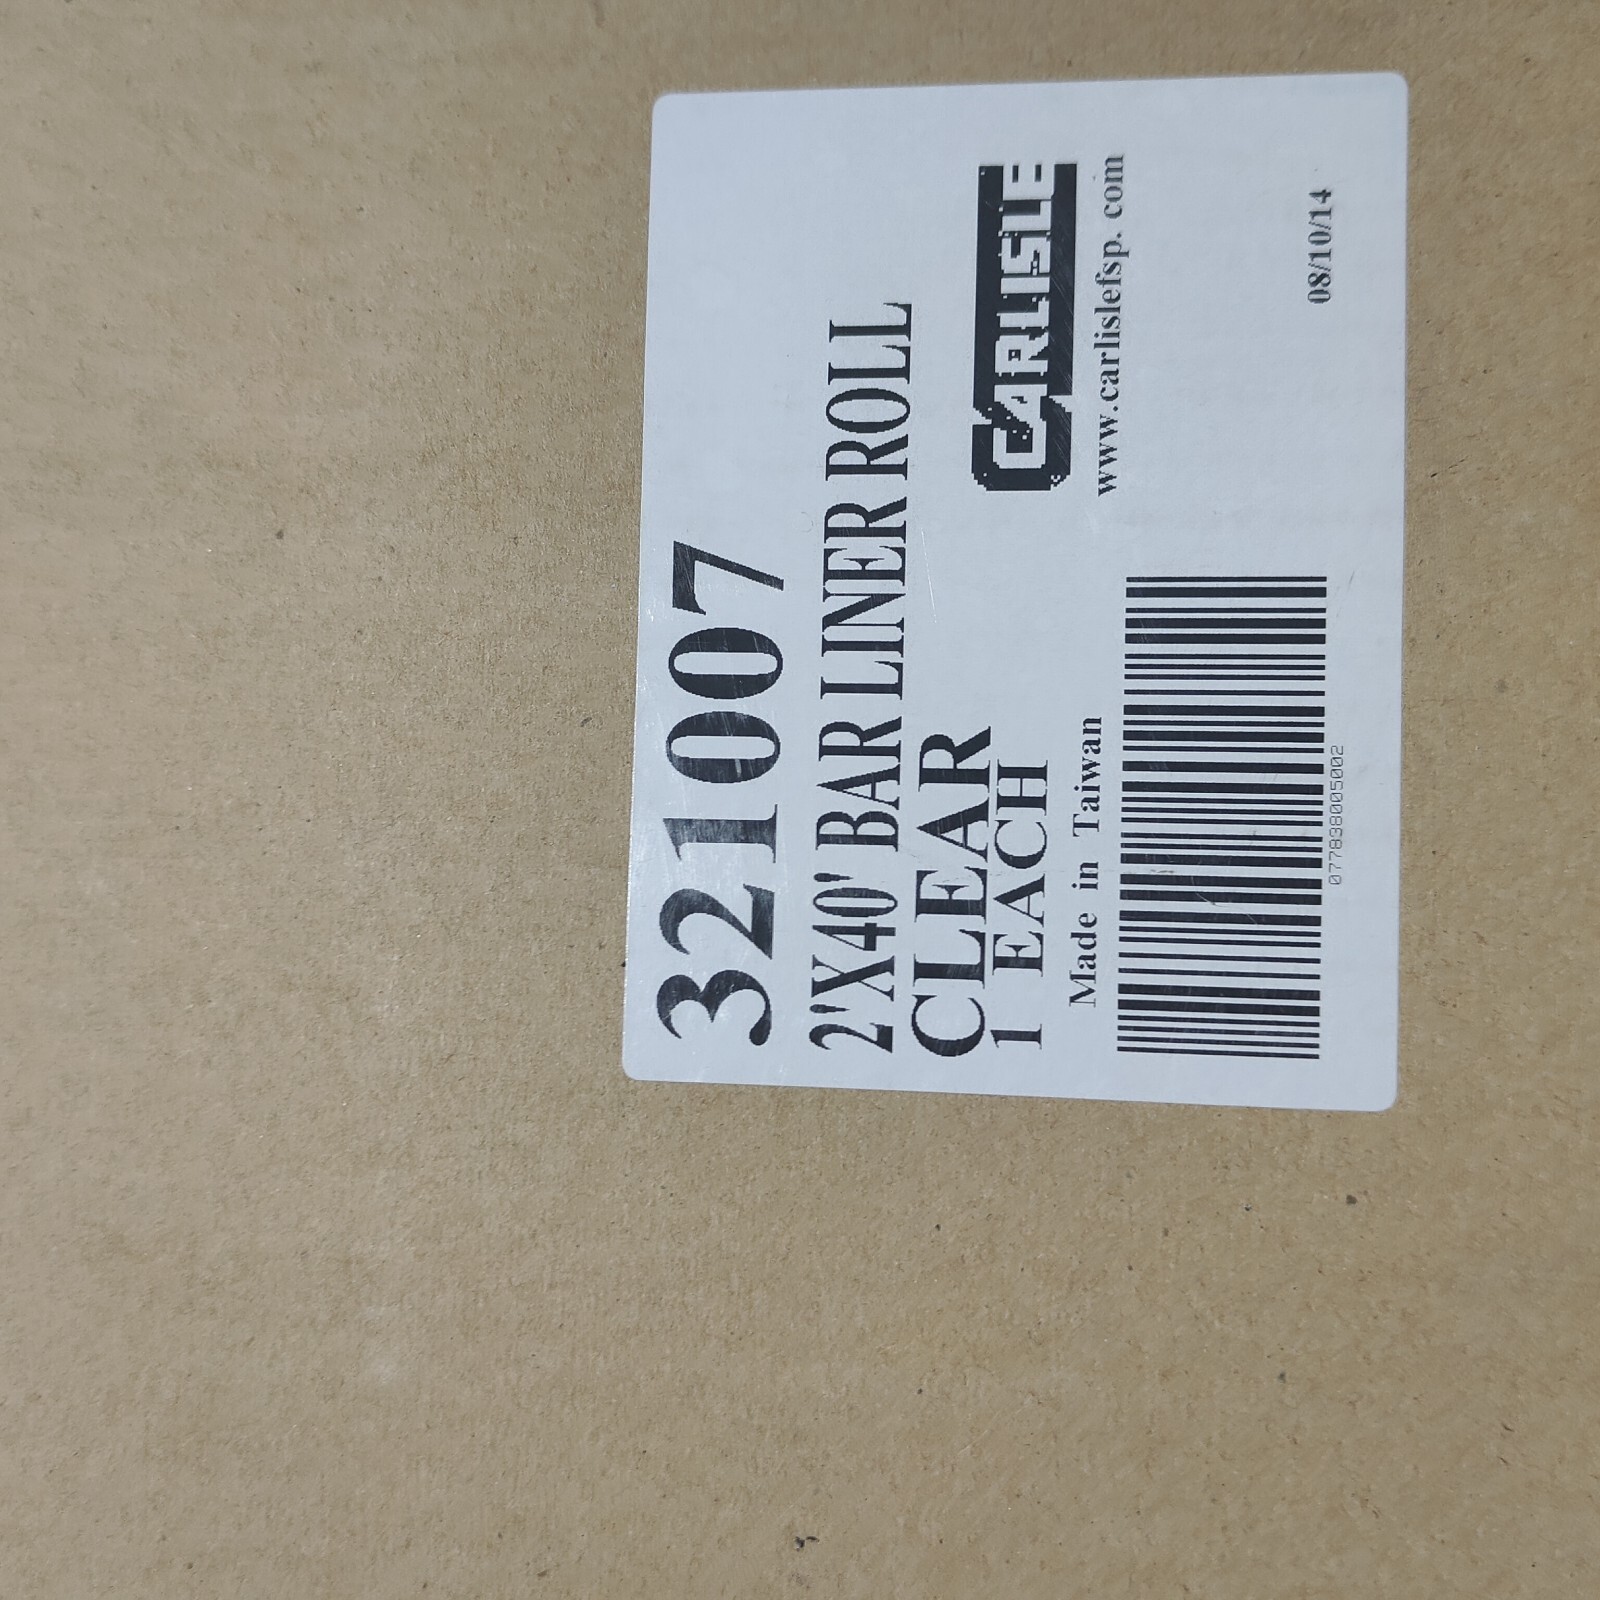 321007
2'X40' BAR LINER ROLL
CLEAR
1 EACH
CARLISLE
www.carlislefsp. com
Made in Taiwan
077838005002
08/10/14